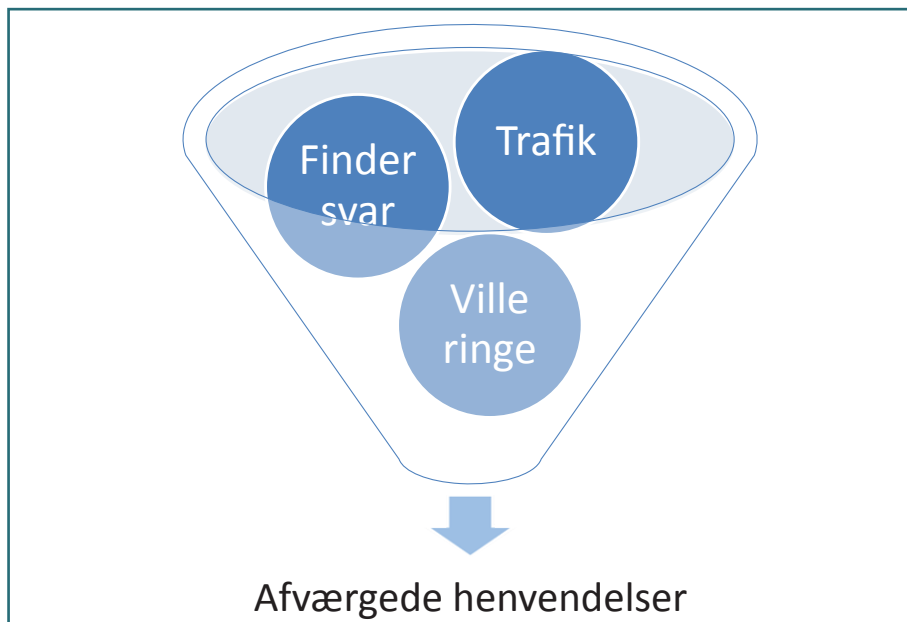 Trafik
Finder
svar
Ville
ringe
Afværgede henvendelser